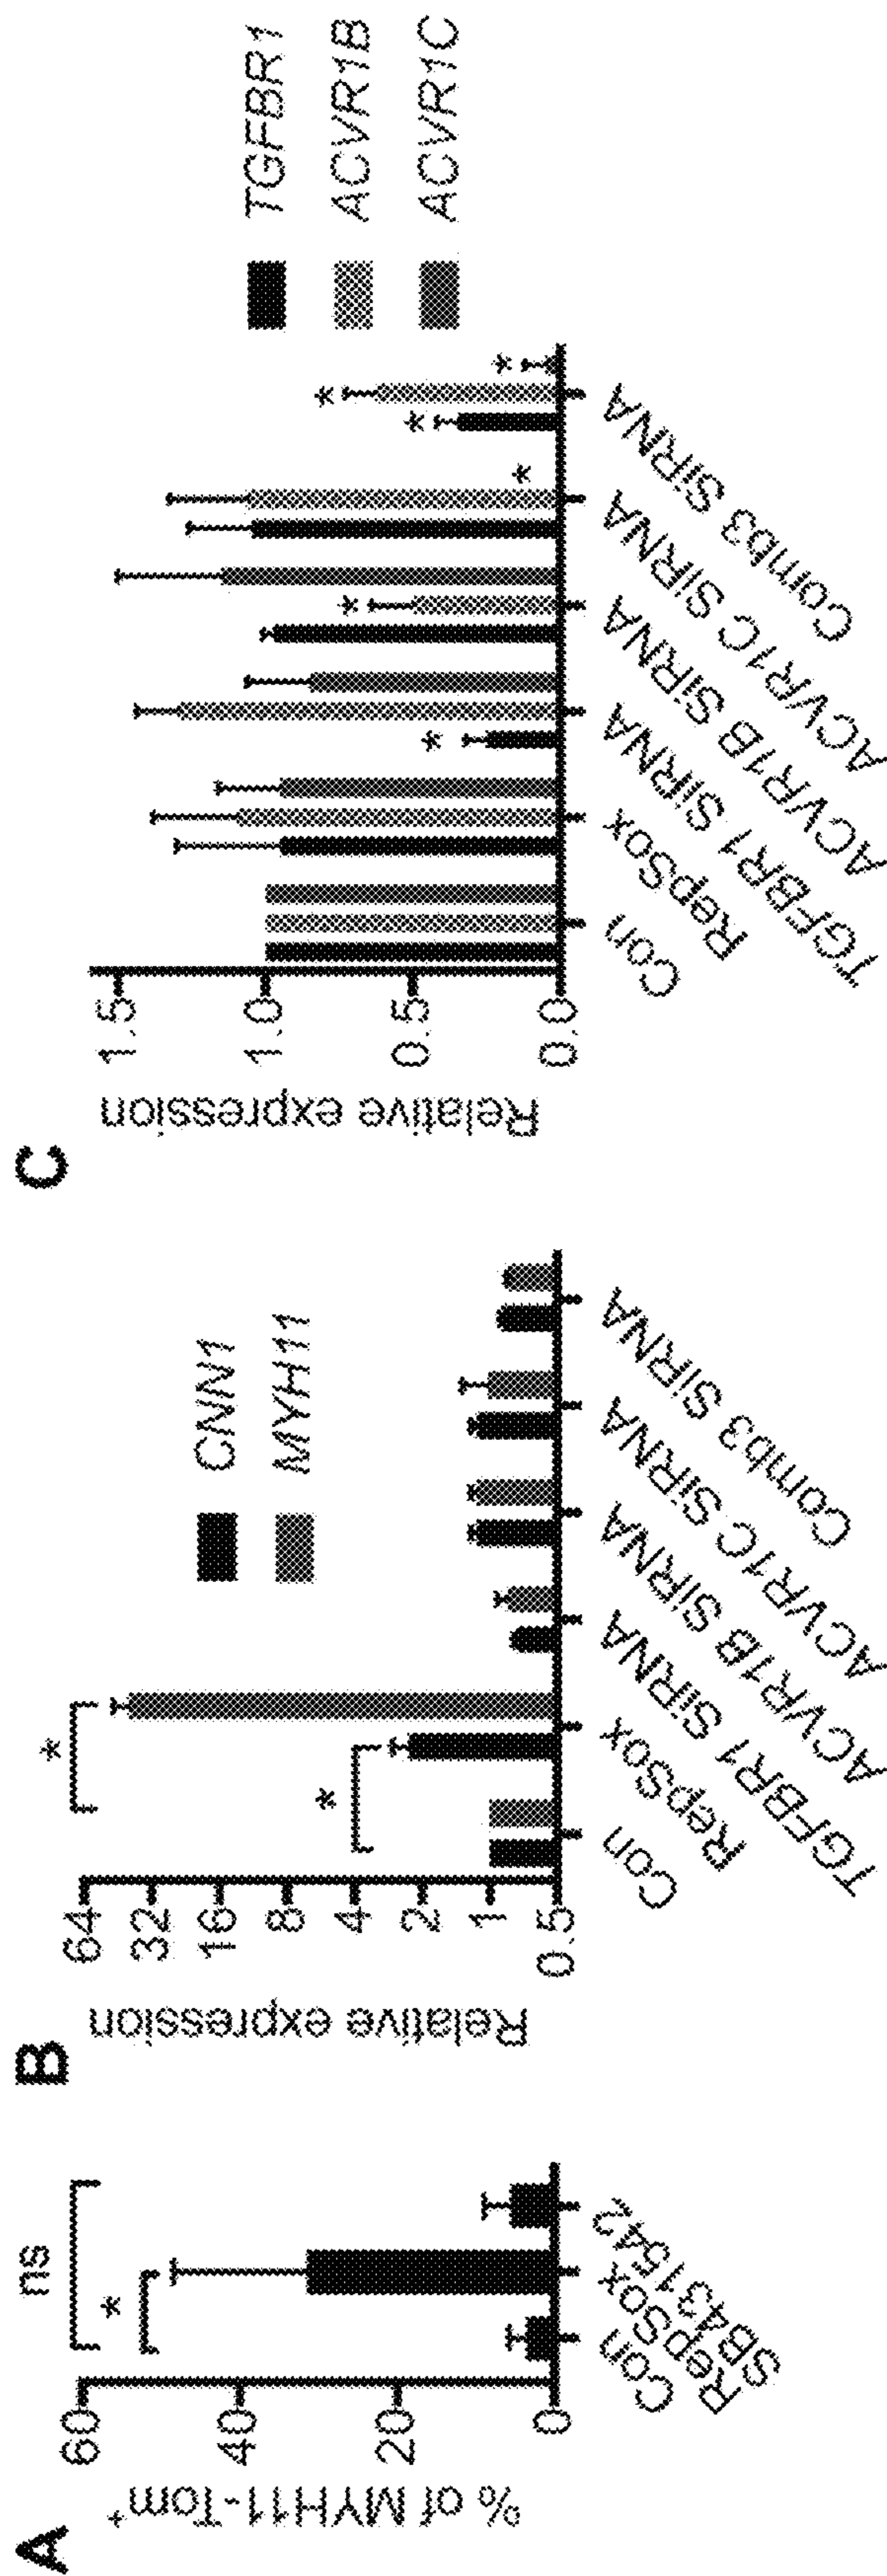 A
% of MYH11-Tom+
60
40
20
0
ns
*
Con
RepSox
SB431542
B
Relative expression
64
32
16
8
4
2
1
0.5
CNN1
MYH11
*
*
Con
RepSox
TGFBR1 SiRNA
ACVR1B SiRNA
ACVR1C SiRNA
Comb3 SiRNA
C
Relative expression
1.5
1.0
0.5
0.0
TGFBR1
ACVR1B
ACVR1C
*
*
*
*
*
*
Con
RepSox
TGFBR1 SiRNA
ACVR1B SiRNA
ACVR1C SiRNA
Comb3 SiRNA